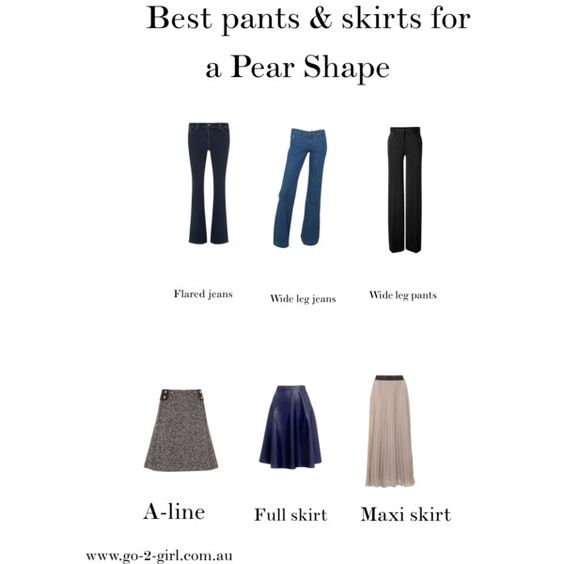 Best pants & skirts for
a Pear Shape
Flared jeans
Wide leg jeans
Wide leg pants
A-line
Full skirt
Maxi skirt
www.go-2-girl.com.au